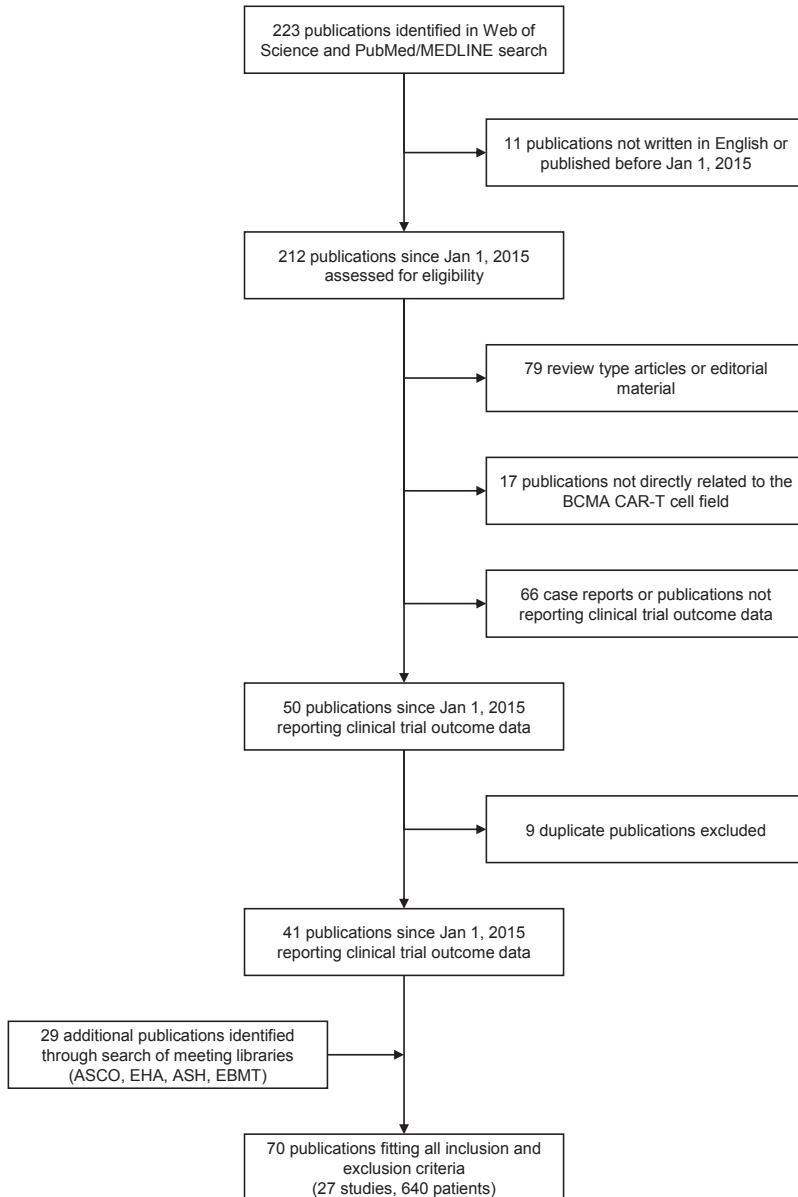 223 publications identified in Web of
Science and PubMed/MEDLINE search
11 publications not written in English or
published before Jan 1, 2015
212 publications since Jan 1, 2015
assessed for eligibility
79 review type articles or editorial
material
17 publications not directly related to the
BCMA CAR-T cell field
66 case reports or publications not
reporting clinical trial outcome data
50 publications since Jan 1, 2015
reporting clinical trial outcome data
9 duplicate publications excluded
41 publications since Jan 1, 2015
reporting clinical trial outcome data
29 additional publications identified
through search of meeting libraries
(ASCO, EHA, ASH, EBMT)
70 publications fitting all inclusion and
exclusion criteria
(27 studies, 640 patients)